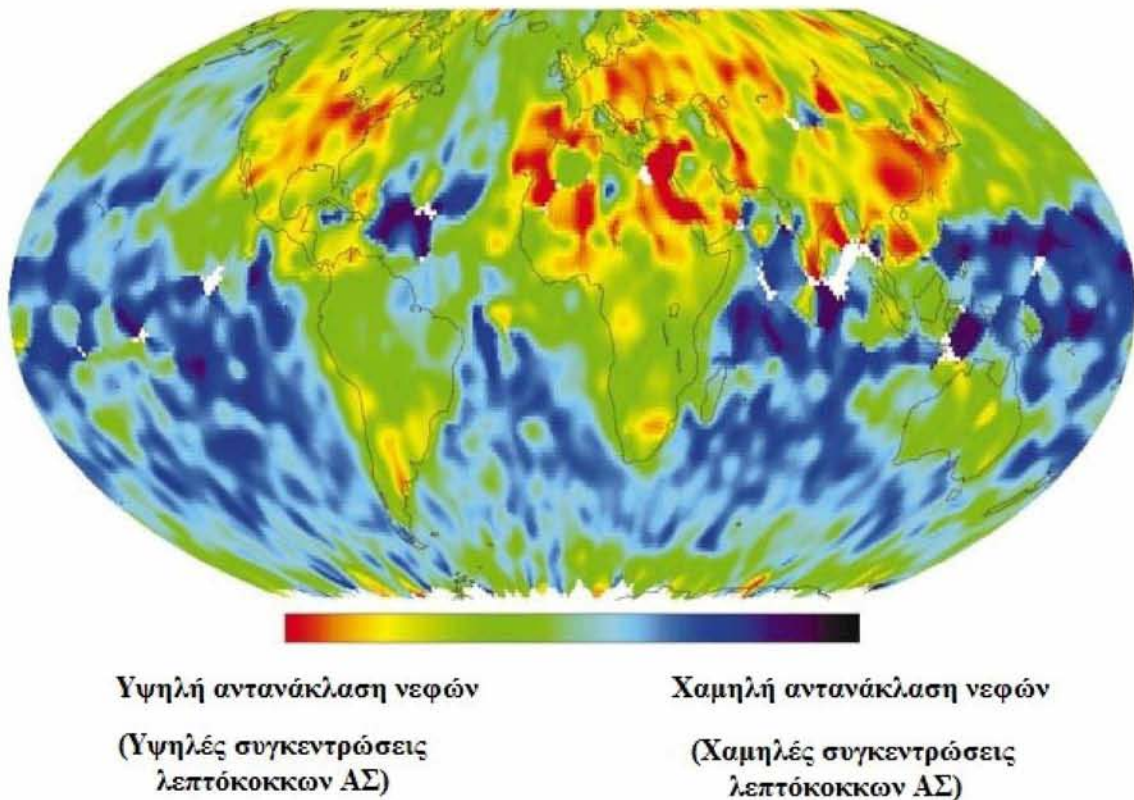 Υψηλή αντανάκλαση νεφών
(Υψηλές συγκεντρώσεις
λεπτόκοκκων ΑΣ)
Χαμηλή αντανάκλαση νεφών
(Χαμηλές συγκεντρώσεις
λεπτόκοκκων ΑΣ)